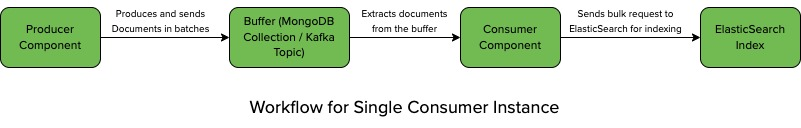 Producer
Component
Produces and sends
Documents in batches
Buffer (MongoDB
Collection / Kafka
Topic)
Extracts documents
from the buffer
Consumer
Component
Sends bulk request to
ElasticSearch for indexing
ElasticSearch
Index
Workflow for Single Consumer Instance